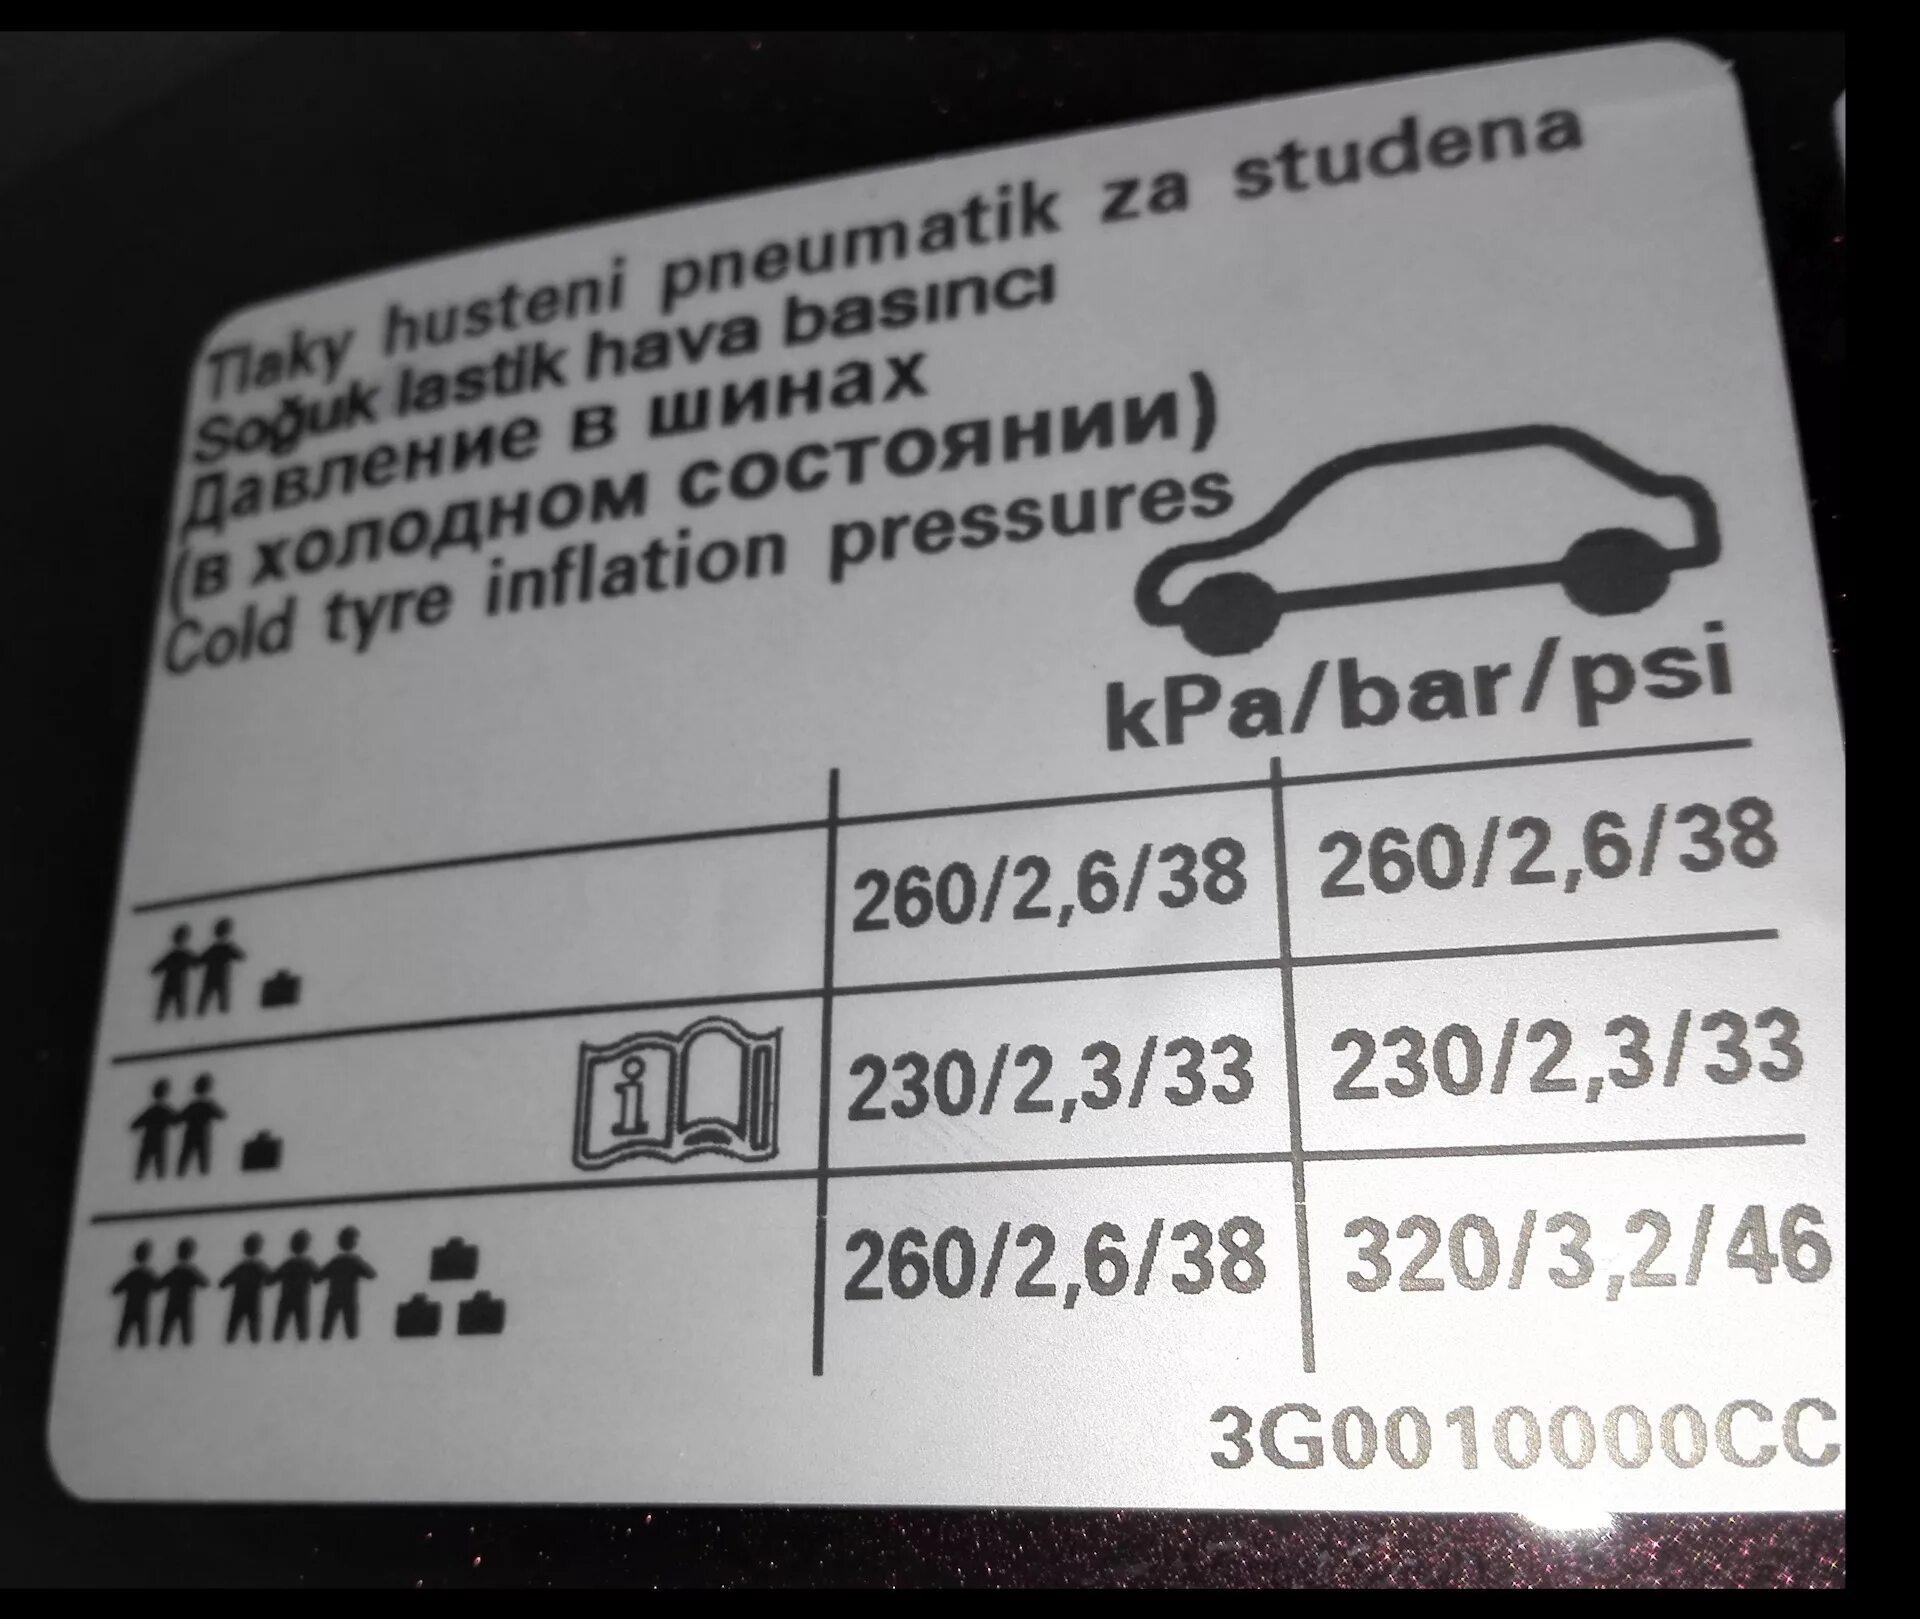 Tlaky husteni pneumatik za studena
Soğuk lastik hava basıncı
Давление в шинах
(в холодном состоянии)
Cold tyre inflation pressures
kPa/bar/psi
260/2,6/38 260/2,6/38
i 230/2,3/33 230/2,3/33
260/2,6/38 320/3,2/46
3G0010000CC